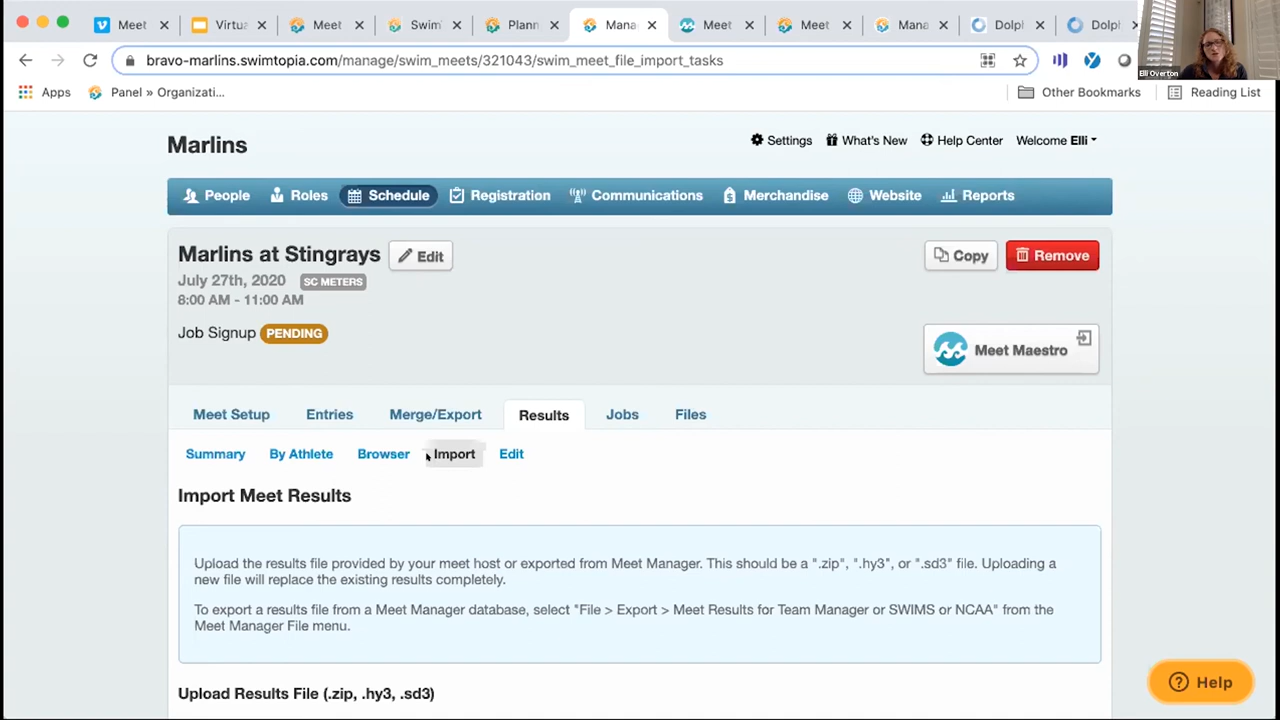 Meet
Virtua
Meet
Swim
Plann
Mana
Meet
Meet
Mana
Dolph
Dolph
bravo-marlins.swimtopia.com/manage/swim_meets/321043/swim_meet_file_import_tasks
Elli Overton
Apps
Panel » Organizati...
Other Bookmarks
Reading List
Marlins
Settings
What's New
Help Center
Welcome Elli
People
Roles
Schedule
Registration
Communications
Merchandise
Website
Reports
Marlins at Stingrays
Edit
Copy
Remove
July 27th, 2020 SC METERS
8:00 AM - 11:00 AM
Job Signup PENDING
Meet Maestro
Meet Setup
Entries
Merge/Export
Results
Jobs
Files
Summary
By Athlete
Browser
Import
Edit
Import Meet Results
Upload the results file provided by your meet host or exported from Meet Manager. This should be a ".zip", ".hy3", or ".sd3" file. Uploading a
new file will replace the existing results completely.
To export a results file from a Meet Manager database, select "File > Export > Meet Results for Team Manager or SWIMS or NCAA" from the
Meet Manager File menu.
Upload Results File (.zip, .hy3, .sd3)
Help